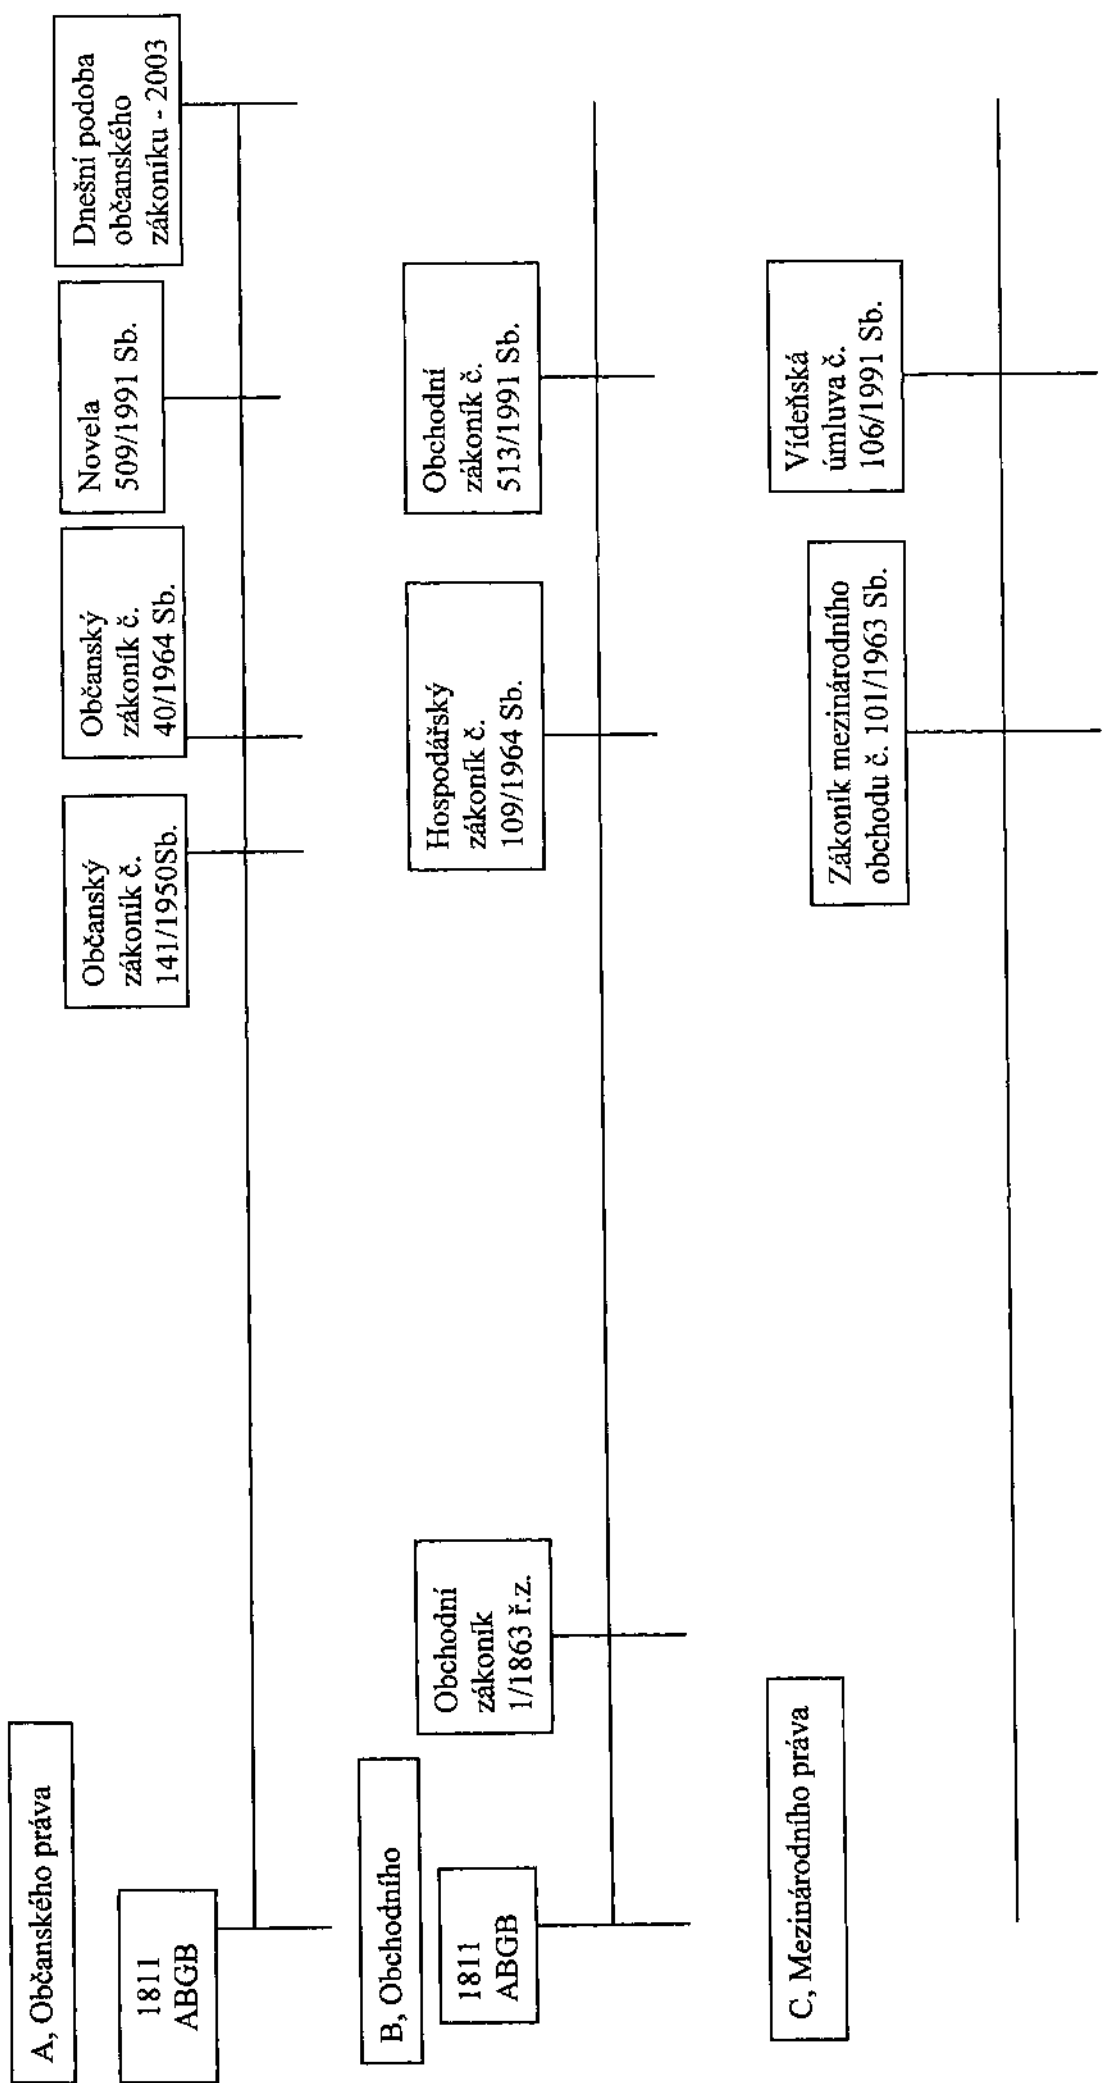 A, Občanského práva
1811
ABGB
Občanský
zákoník č.
141/1950Sb.
Občanský
zákoník č.
40/1964 Sb.
Novela
509/1991 Sb.
Dnešní podoba
občanského
zákoníku - 2003
B, Obchodního
1811
ABGB
Obchodní
zákoník
1/1863 ř.z.
Hospodářský
zákoník č.
109/1964 Sb.
Obchodní
zákoník č.
513/1991 Sb.
C, Mezinárodního práva
Zákoník mezinárodního
obchodu č. 101/1963 Sb.
Vídeňská
úmluva č.
106/1991 Sb.